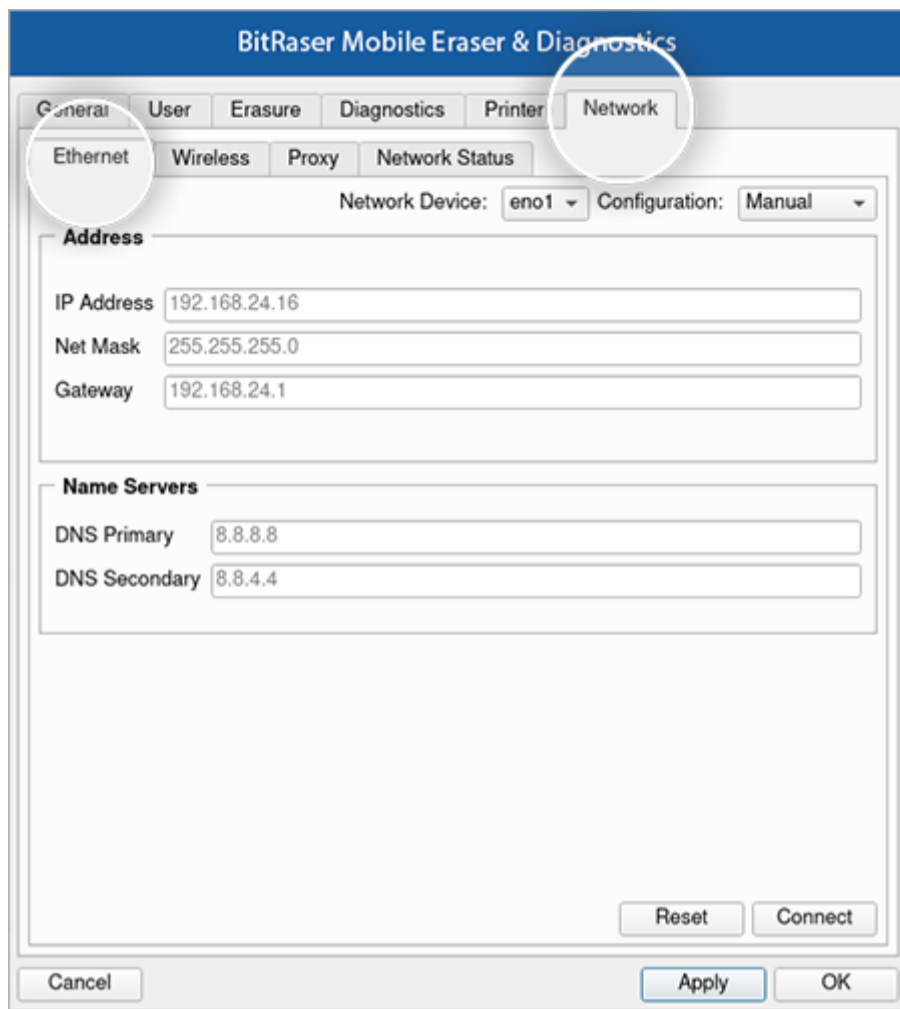 BitRaser Mobile Eraser & Diagnostics
General User Erasure Diagnostics Printer Network
Ethernet Wireless Proxy Network Status
Network Device: eno1 Configuration: Manual
Address
IP Address 192.168.24.16
Net Mask 255.255.255.0
Gateway 192.168.24.1
Name Servers
DNS Primary 8.8.8.8
DNS Secondary 8.8.4.4
Reset Connect
Cancel Apply OK